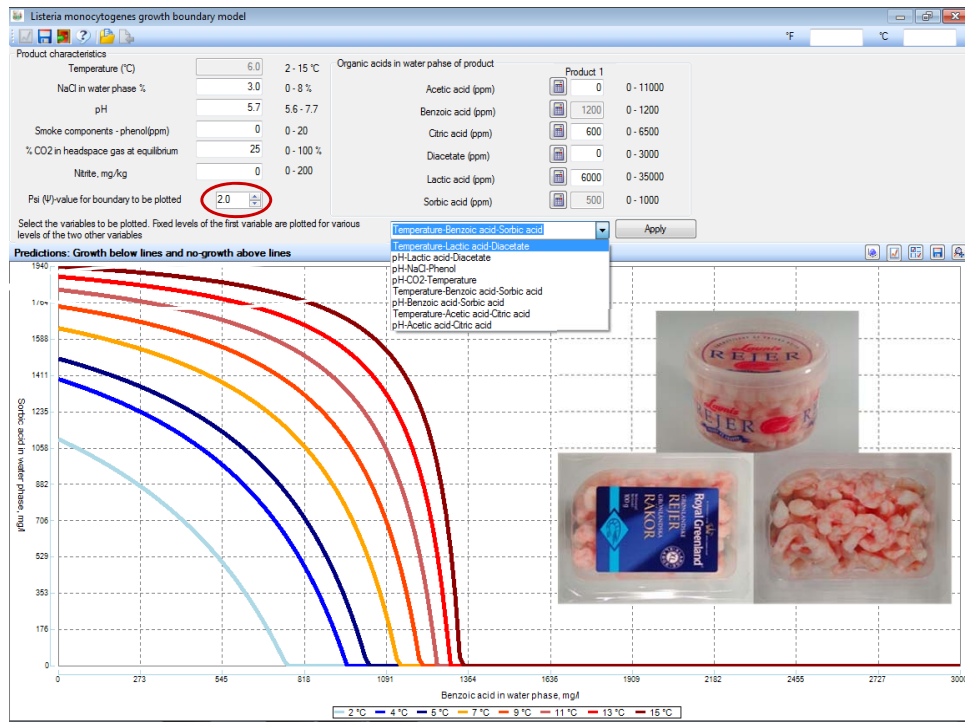 Listeria monocytogenes growth boundary model
°F °C
Product characteristics
Temperature (°C) 6.0 2 - 15 °C
NaCl in water phase % 3.0 0 - 8 %
pH 5.7 5.6 - 7.7
Smoke components - phenol(ppm) 0 0 - 20
% CO2 in headspace gas at equilibrium 25 0 - 100 %
Nitrite, mg/kg 0 0 - 200
Psi (Ψ)-value for boundary to be plotted 2.0
Organic acids in water pahse of product
Product 1
Acetic acid (ppm) 0 0 - 11000
Benzoic acid (ppm) 1200 0 - 1200
Citric acid (ppm) 600 0 - 6500
Diacetate (ppm) 0 0 - 3000
Lactic acid (ppm) 6000 0 - 35000
Sorbic acid (ppm) 500 0 - 1000
Select the variables to be plotted. Fixed levels of the first variable are plotted for various
levels of the two other variables
Temperature-Benzoic acid-Sorbic acid
Apply
Temperature-Lactic acid-Diacetate
pH-Lactic acid-Diacetate
pH-NaCl-Phenol
pH-CO2-Temperature
Temperature-Benzoic acid-Sorbic acid
pH-Benzoic acid-Sorbic acid
Temperature-Acetic acid-Citric acid
pH-Acetic acid-Citric acid
Predictions: Growth below lines and no-growth above lines
1940
1764
1588
1411
1235
1058
882
706
529
353
176
0
Sorbic acid in water phase, mg/l
0 273 545 818 1091 1364 1636 1909 2182 2455 2727 3000
Benzoic acid in water phase, mg/l
2 °C 4 °C 5 °C 7 °C 9 °C 11 °C 13 °C 15 °C
REJER
REJER
Royal Greenland
REJER
RÄKOR